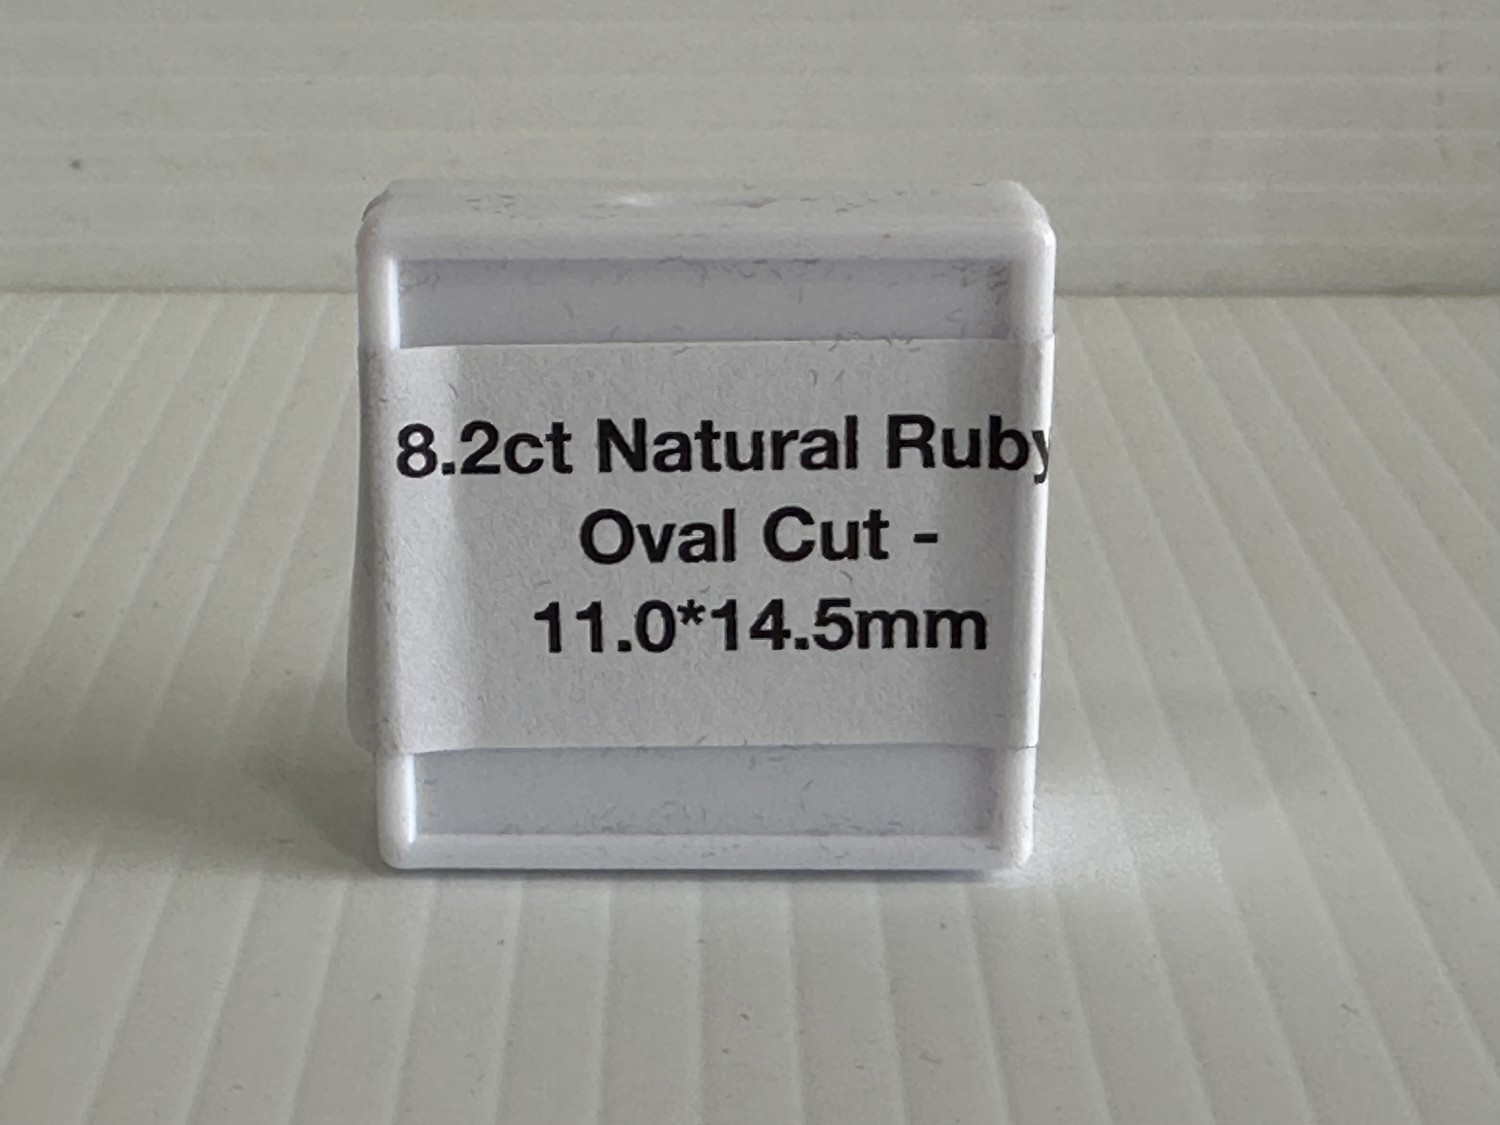 8.2ct Natural Ruby
Oval Cut -
11.0*14.5mm